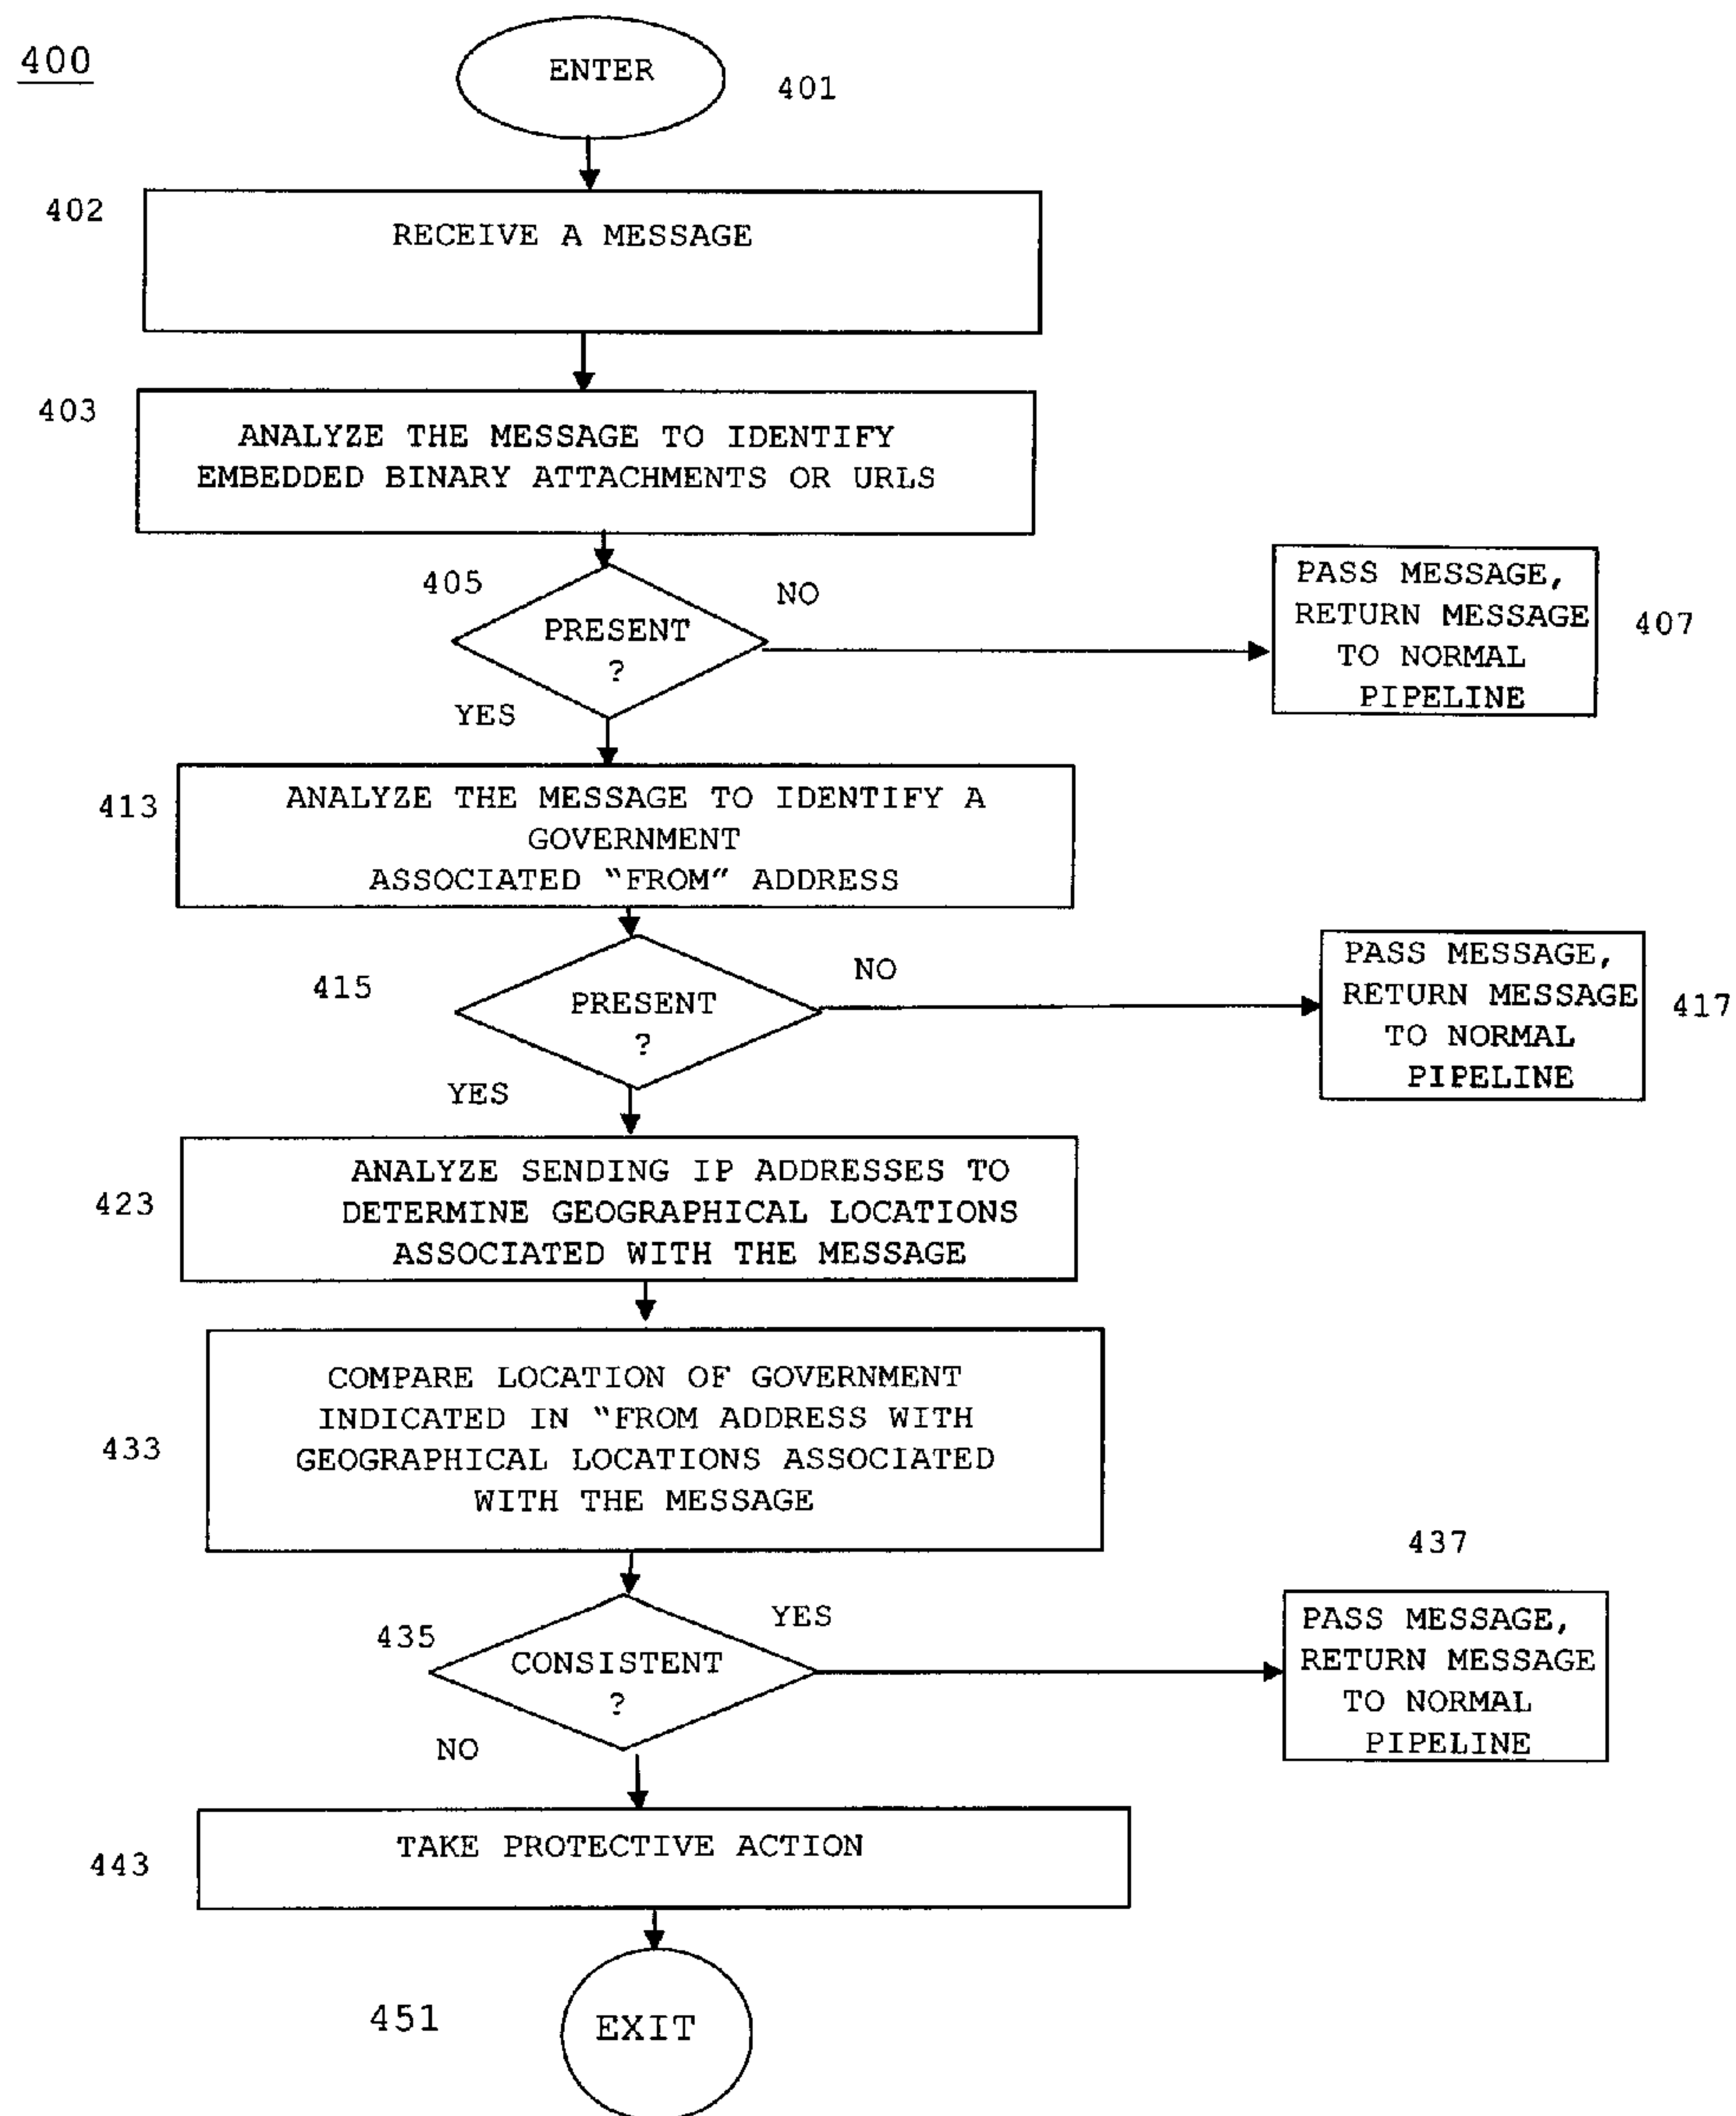 400
ENTER
401
402
RECEIVE A MESSAGE
403
ANALYZE THE MESSAGE TO IDENTIFY
EMBEDDED BINARY ATTACHMENTS OR URLS
405
PRESENT
?
NO
YES
PASS MESSAGE,
RETURN MESSAGE
TO NORMAL
PIPELINE
407
413
ANALYZE THE MESSAGE TO IDENTIFY A
GOVERNMENT
ASSOCIATED “FROM” ADDRESS
415
PRESENT
?
NO
YES
PASS MESSAGE,
RETURN MESSAGE
TO NORMAL
PIPELINE
417
423
ANALYZE SENDING IP ADDRESSES TO
DETERMINE GEOGRAPHICAL LOCATIONS
ASSOCIATED WITH THE MESSAGE
433
COMPARE LOCATION OF GOVERNMENT
INDICATED IN “FROM ADDRESS WITH
GEOGRAPHICAL LOCATIONS ASSOCIATED
WITH THE MESSAGE
435
CONSISTENT
?
YES
NO
437
PASS MESSAGE,
RETURN MESSAGE
TO NORMAL
PIPELINE
443
TAKE PROTECTIVE ACTION
451
EXIT